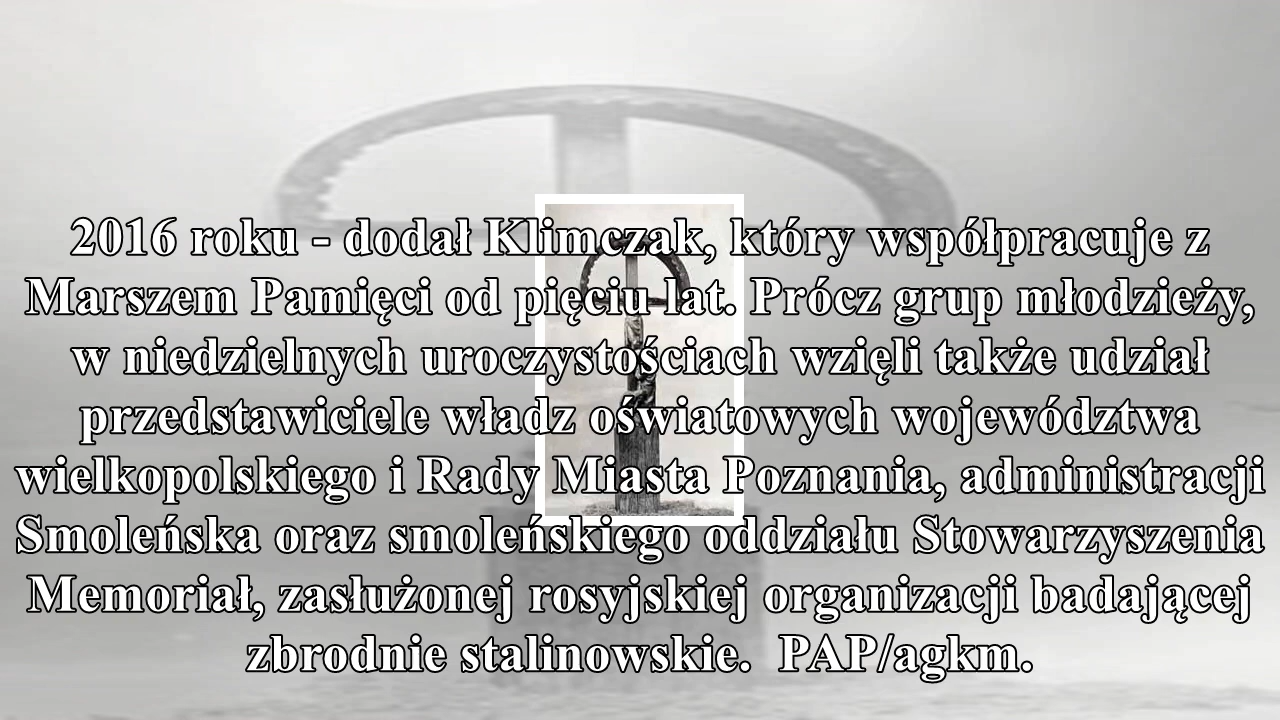 2016 roku - dodał Klimczak, który współpracuje z
Marszem Pamięci od pięciu lat. Prócz grup młodzieży,
w niedzielnych uroczystościach wzięli także udział
przedstawiciele władz oświatowych województwa
wielkopolskiego i Rady Miasta Poznania, administracji
Smoleńska oraz smoleńskiego oddziału Stowarzyszenia
Memoriał, zasłużonej rosyjskiej organizacji badającej
zbrodnie stalinowskie.  PAP/agkm.